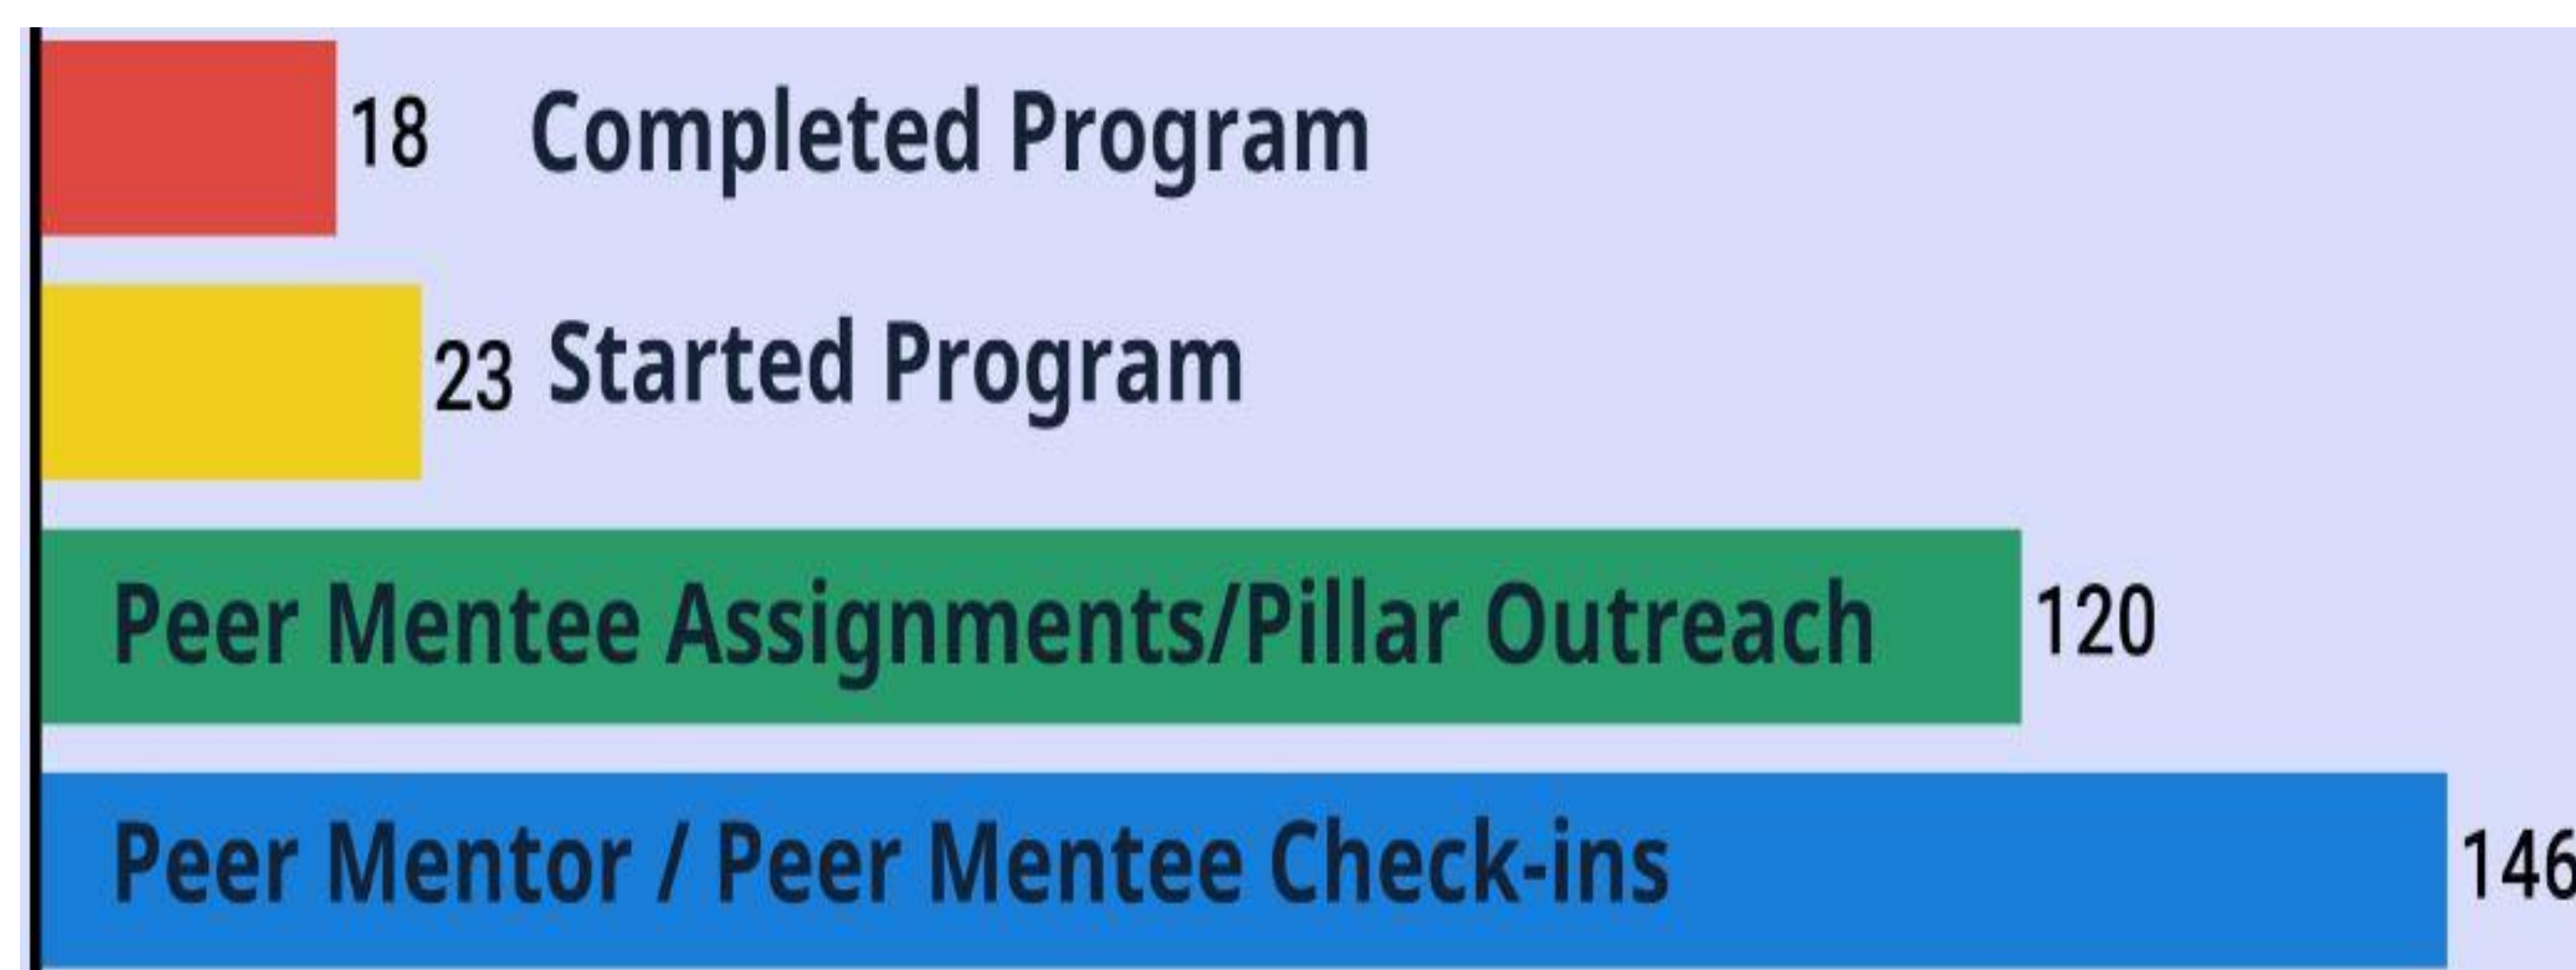 18 Completed Program
23 Started Program
Peer Mentee Assignments/Pillar Outreach 120
Peer Mentor / Peer Mentee Check-ins 146